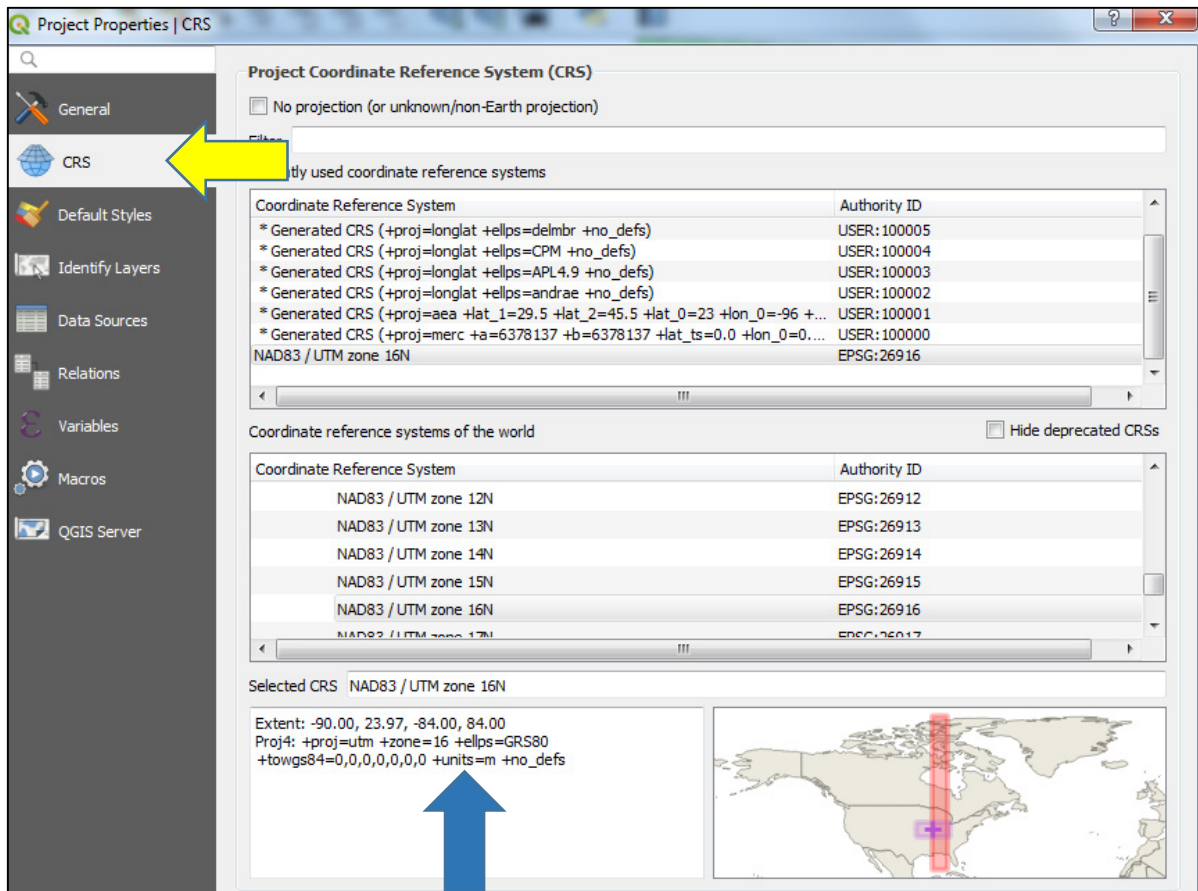 Project Properties | CRS
?
X
General
CRS
Default Styles
Identify Layers
Data Sources
Relations
Variables
Macros
QGIS Server
Project Coordinate Reference System (CRS)
No projection (or unknown/non-Earth projection)
Filter
tly used coordinate reference systems
Coordinate Reference System Authority ID
* Generated CRS (+proj=longlat +ellps=delmbr +no_defs) USER:100005
* Generated CRS (+proj=longlat +ellps=CPM +no_defs) USER:100004
* Generated CRS (+proj=longlat +ellps=APL4.9 +no_defs) USER:100003
* Generated CRS (+proj=longlat +ellps=andrae +no_defs) USER:100002
* Generated CRS (+proj=aea +lat_1=29.5 +lat_2=45.5 +lat_0=23 +lon_0=-96 +... USER:100001
* Generated CRS (+proj=merc +a=6378137 +b=6378137 +lat_ts=0.0 +lon_0=0.... USER:100000
NAD83 / UTM zone 16N EPSG:26916
Coordinate reference systems of the world
Hide deprecated CRSs
Coordinate Reference System Authority ID
NAD83 / UTM zone 12N EPSG:26912
NAD83 / UTM zone 13N EPSG:26913
NAD83 / UTM zone 14N EPSG:26914
NAD83 / UTM zone 15N EPSG:26915
NAD83 / UTM zone 16N EPSG:26916
NAD83 / UTM zone 17N EPSG:26917
Selected CRS NAD83 / UTM zone 16N
Extent: -90.00, 23.97, -84.00, 84.00
Proj4: +proj=utm +zone=16 +ellps=GRS80
+towgs84=0,0,0,0,0,0,0 +units=m +no_defs